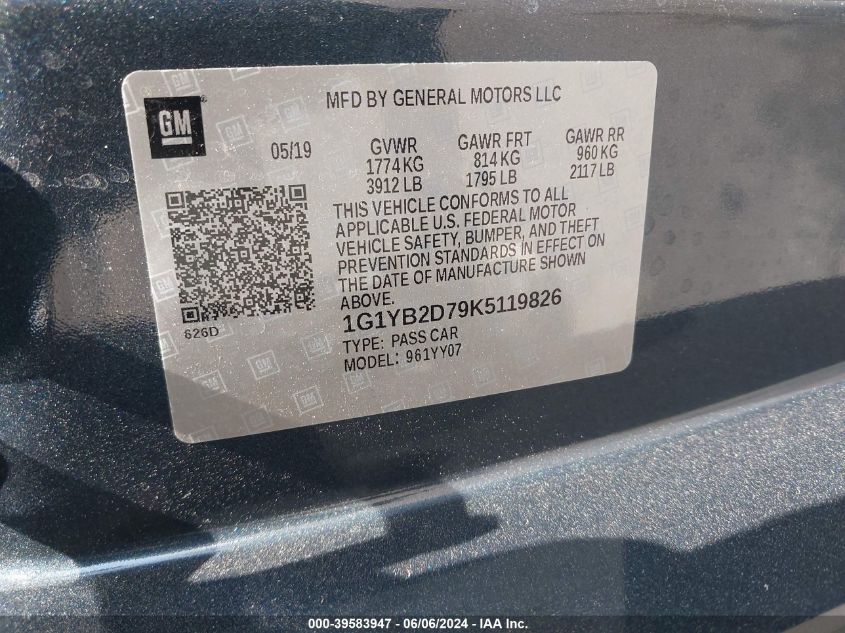 GM
MFD BY GENERAL MOTORS LLC
05/19
GVWR GAWR FRT GAWR RR
1774 KG 814 KG 960 KG
3912 LB 1795 LB 2117 LB
THIS VEHICLE CONFORMS TO ALL
APPLICABLE U.S. FEDERAL MOTOR
VEHICLE SAFETY, BUMPER, AND THEFT
PREVENTION STANDARDS IN EFFECT ON
THE DATE OF MANUFACTURE SHOWN
ABOVE.
826D
1G1YB2D79K5119826
TYPE: PASS CAR
MODEL: 961YY07
000-39583947 - 06/06/2024 - IAA Inc.